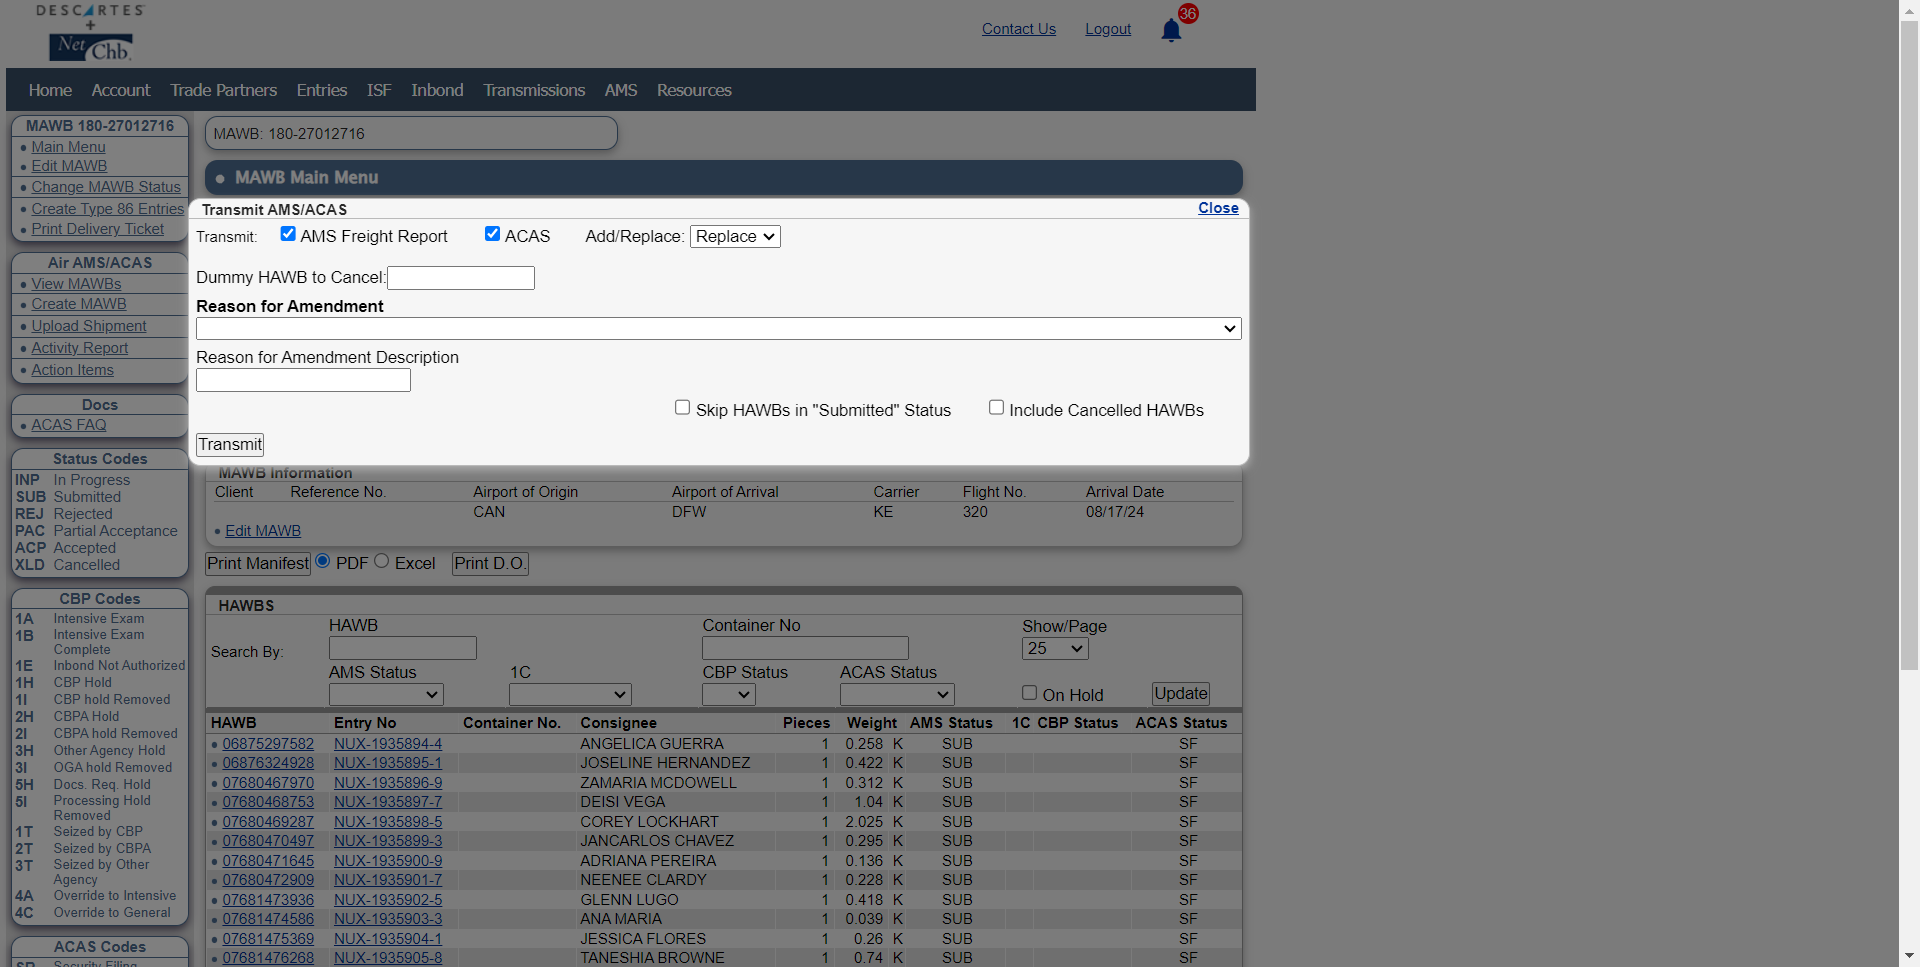 DESCARTES
+
NetChb.
Contact Us
Logout
36
Home
Account
Trade Partners
Entries
ISF
Inbond
Transmissions
AMS
Resources
MAWB 180-27012716
Main Menu
Edit MAWB
Change MAWB Status
Create Type 86 Entries
Print Delivery Ticket
Air AMS/ACAS
View MAWBs
Create MAWB
Upload Shipment
Activity Report
Action Items
Docs
ACAS FAQ
Status Codes
INP In Progress
SUB Submitted
REJ Rejected
PAC Partial Acceptance
ACP Accepted
XLD Cancelled
CBP Codes
1A Intensive Exam
1B Intensive Exam
Complete
1E Inbond Not Authorized
1H CBP Hold
1I CBP hold Removed
2H CBPA Hold
2I CBPA hold Removed
3H Other Agency Hold
3I OGA hold Removed
5H Docs. Req. Hold
5I Processing Hold
Removed
1T Seized by CBP
2T Seized by CBPA
3T Seized by Other
Agency
4A Override to Intensive
4C Override to General
ACAS Codes
SR Security Filing
MAWB: 180-27012716
MAWB Main Menu
Transmit AMS/ACAS
Close
Transmit: AMS Freight Report ACAS Add/Replace: Replace
Dummy HAWB to Cancel:
Reason for Amendment
Reason for Amendment Description
Skip HAWBs in "Submitted" Status Include Cancelled HAWBs
Transmit
MAWB Information
Client Reference No. Airport of Origin Airport of Arrival Carrier Flight No. Arrival Date
CAN DFW KE 320 08/17/24
Edit MAWB
Print Manifest PDF Excel Print D.O.
HAWBS
HAWB Container No Show/Page
Search By: 25
AMS Status 1C CBP Status ACAS Status
On Hold Update
HAWB Entry No Container No. Consignee Pieces Weight AMS Status 1C CBP Status ACAS Status
06875297582 NUX-1935894-4 ANGELICA GUERRA 1 0.258 K SUB SF
06876324928 NUX-1935895-1 JOSELINE HERNANDEZ 1 0.422 K SUB SF
07680467970 NUX-1935896-9 ZAMARIA MCDOWELL 1 0.312 K SUB SF
07680468753 NUX-1935897-7 DEISI VEGA 1 1.04 K SUB SF
07680469287 NUX-1935898-5 COREY LOCKHART 1 2.025 K SUB SF
07680470497 NUX-1935899-3 JANCARLOS CHAVEZ 1 0.295 K SUB SF
07680471645 NUX-1935900-9 ADRIANA PEREIRA 1 0.136 K SUB SF
07680472909 NUX-1935901-7 NEENEE CLARDY 1 0.228 K SUB SF
07681473936 NUX-1935902-5 GLENN LUGO 1 0.418 K SUB SF
07681474586 NUX-1935903-3 ANA MARIA 1 0.039 K SUB SF
07681475369 NUX-1935904-1 JESSICA FLORES 1 0.26 K SUB SF
07681476268 NUX-1935905-8 TANESHIA BROWNE 1 0.74 K SUB SF